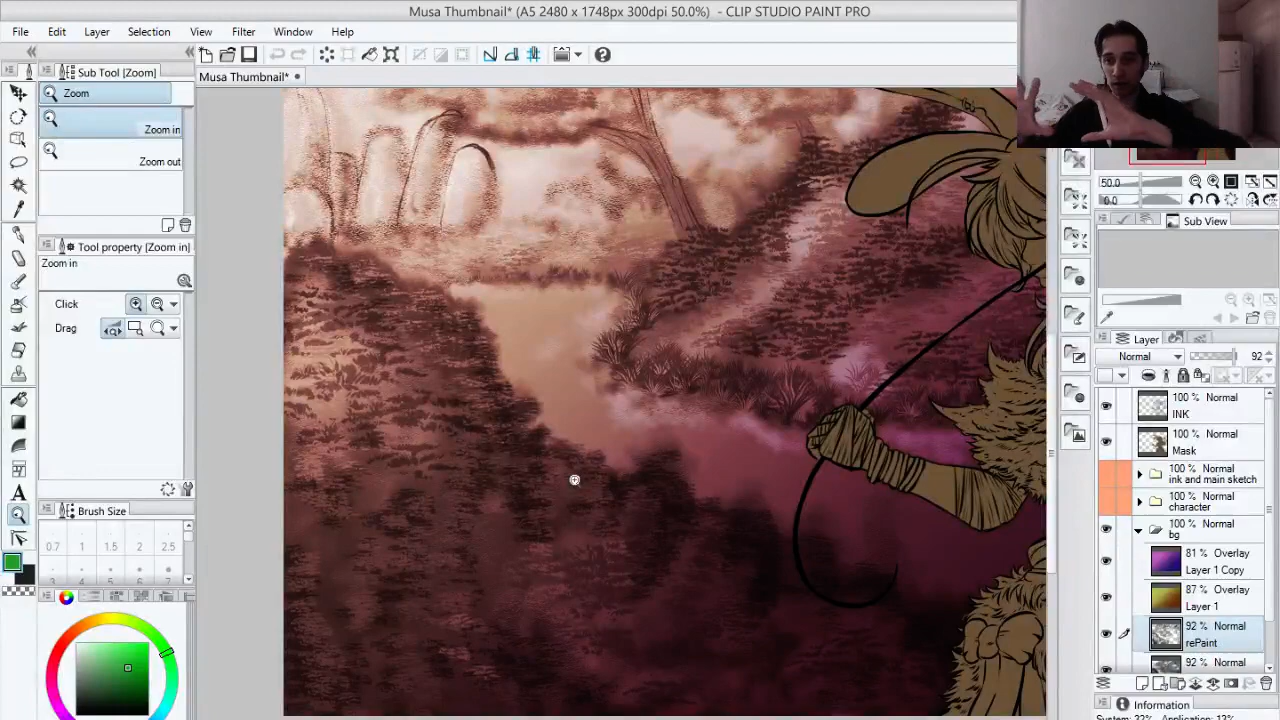 Musa Thumbnail* (A5 2480 x 1748px 300dpi 50.0%) - CLIP STUDIO PAINT PRO
File Edit Layer Selection View Filter Window Help
Sub Tool [Zoom]
Musa Thumbnail*
Zoom
Zoom in
Zoom out
Tool property [Zoom in]
Zoom in
Click
Drag
Brush Size
0.7 1 1.5 2 2.5
50.0
0.0
Sub View
Layer
Normal 92
100 % Normal
INK
100 % Normal
Mask
100 % Normal
ink and main sketch
100 % Normal
character
100 % Normal
bg
81 % Overlay
Layer 1 Copy
87 % Overlay
Layer 1
92 % Normal
rePaint
92 % Normal
Information